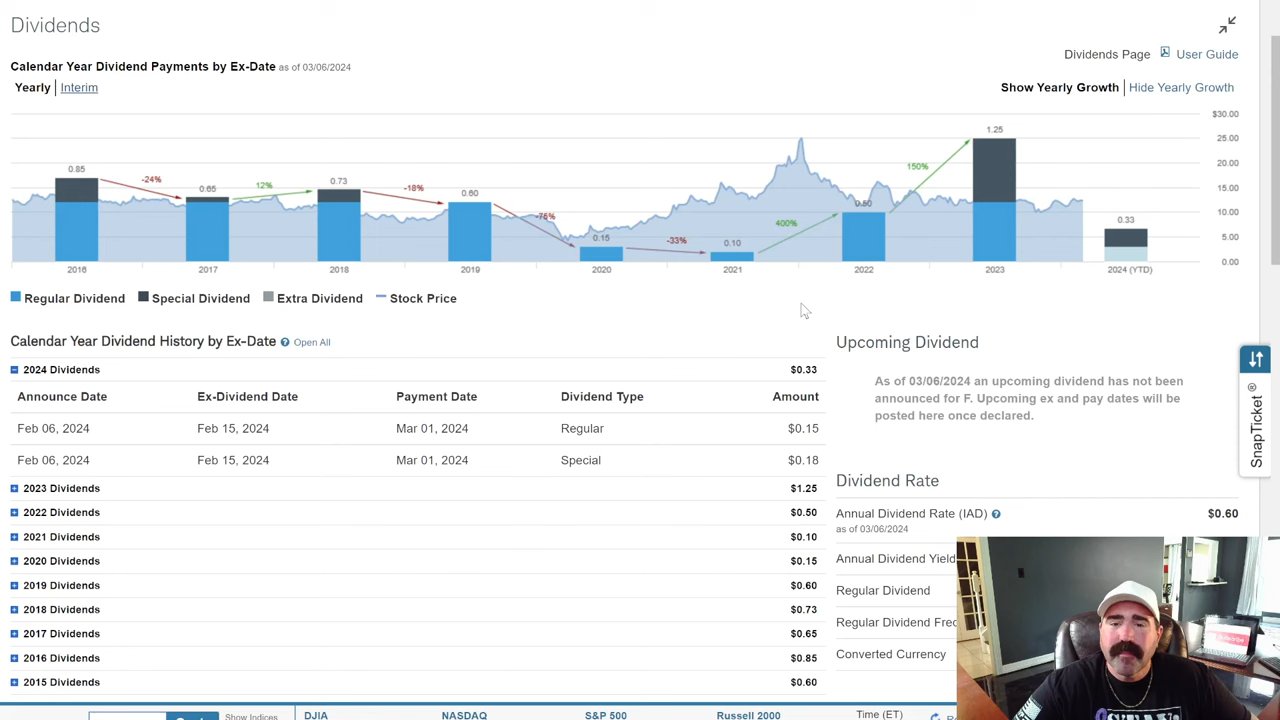 Dividends
Dividends Page User Guide
Calendar Year Dividend Payments by Ex-Date as of 03/06/2024
Yearly Interim
Show Yearly Growth Hide Yearly Growth
$30.00
25.00
20.00
15.00
10.00
5.00
0.00
0.85 -24% 0.65 12% 0.73 -18% 0.60 -75% 0.15 -33% 0.10 400% 0.50 150% 1.25 0.33
2016 2017 2018 2019 2020 2021 2022 2023 2024 (YTD)
Regular Dividend Special Dividend Extra Dividend Stock Price
Calendar Year Dividend History by Ex-Date ? Open All
2024 Dividends $0.33
Announce Date Ex-Dividend Date Payment Date Dividend Type Amount
Feb 06, 2024 Feb 15, 2024 Mar 01, 2024 Regular $0.15
Feb 06, 2024 Feb 15, 2024 Mar 01, 2024 Special $0.18
2023 Dividends $1.25
2022 Dividends $0.50
2021 Dividends $0.10
2020 Dividends $0.15
2019 Dividends $0.60
2018 Dividends $0.73
2017 Dividends $0.65
2016 Dividends $0.85
2015 Dividends $0.60
Upcoming Dividend
As of 03/06/2024 an upcoming dividend has not been
announced for F. Upcoming ex and pay dates will be
posted here once declared.
Dividend Rate
Annual Dividend Rate (IAD) ? $0.60
as of 03/06/2024
Annual Dividend Yield
Regular Dividend
Regular Dividend Fre
Converted Currency
SnapTicket®
Subscribe
Show Indices
DJIA NASDAQ S&P 500 Russell 2000 Time (ET)